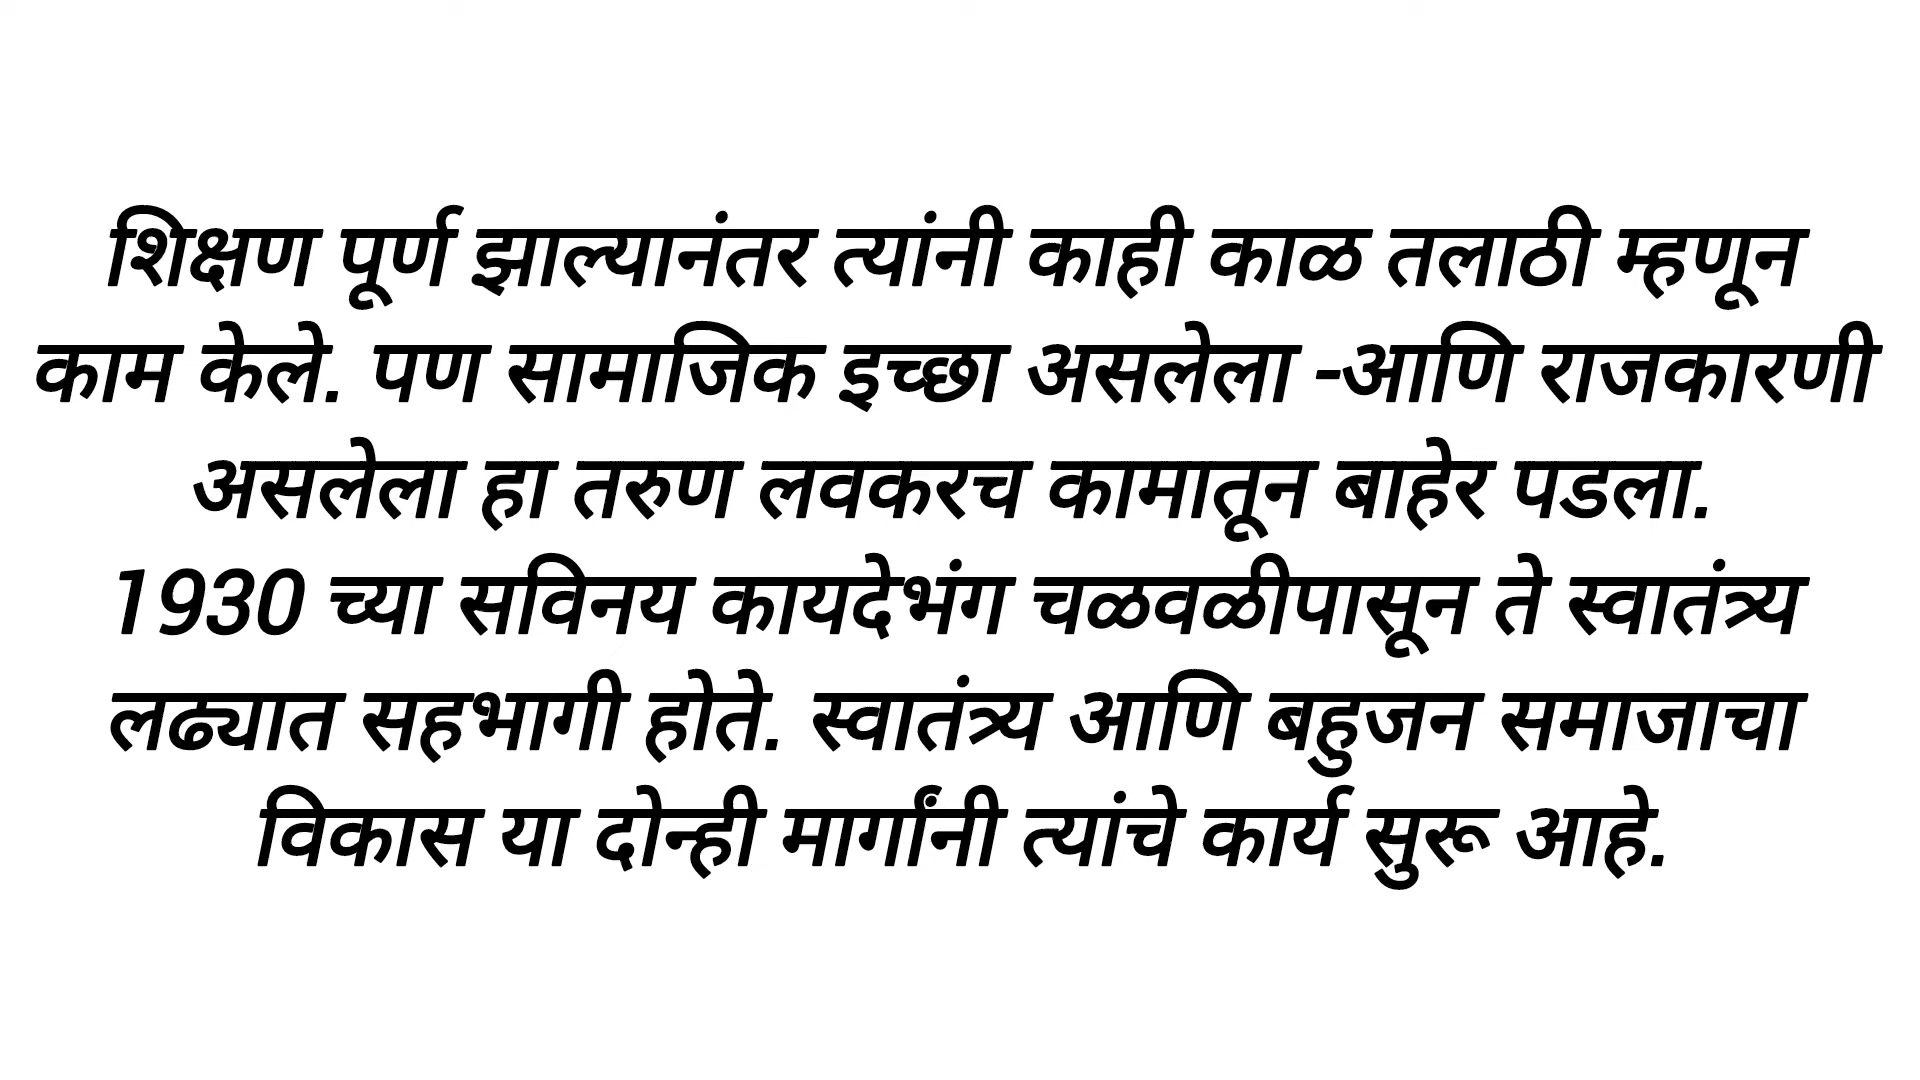 शिक्षण पूर्ण झाल्यानंतर त्यांनी काही काळ तलाठी म्हणून
काम केले. पण सामाजिक इच्छा असलेला -आणि राजकारणी
असलेला हा तरुण लवकरच कामातून बाहेर पडला.
1930 च्या सविनय कायदेभंग चळवळीपासून ते स्वातंत्र्य
लढ्यात सहभागी होते. स्वातंत्र्य आणि बहुजन समाजाचा
विकास या दोन्ही मार्गांनी त्यांचे कार्य सुरू आहे.